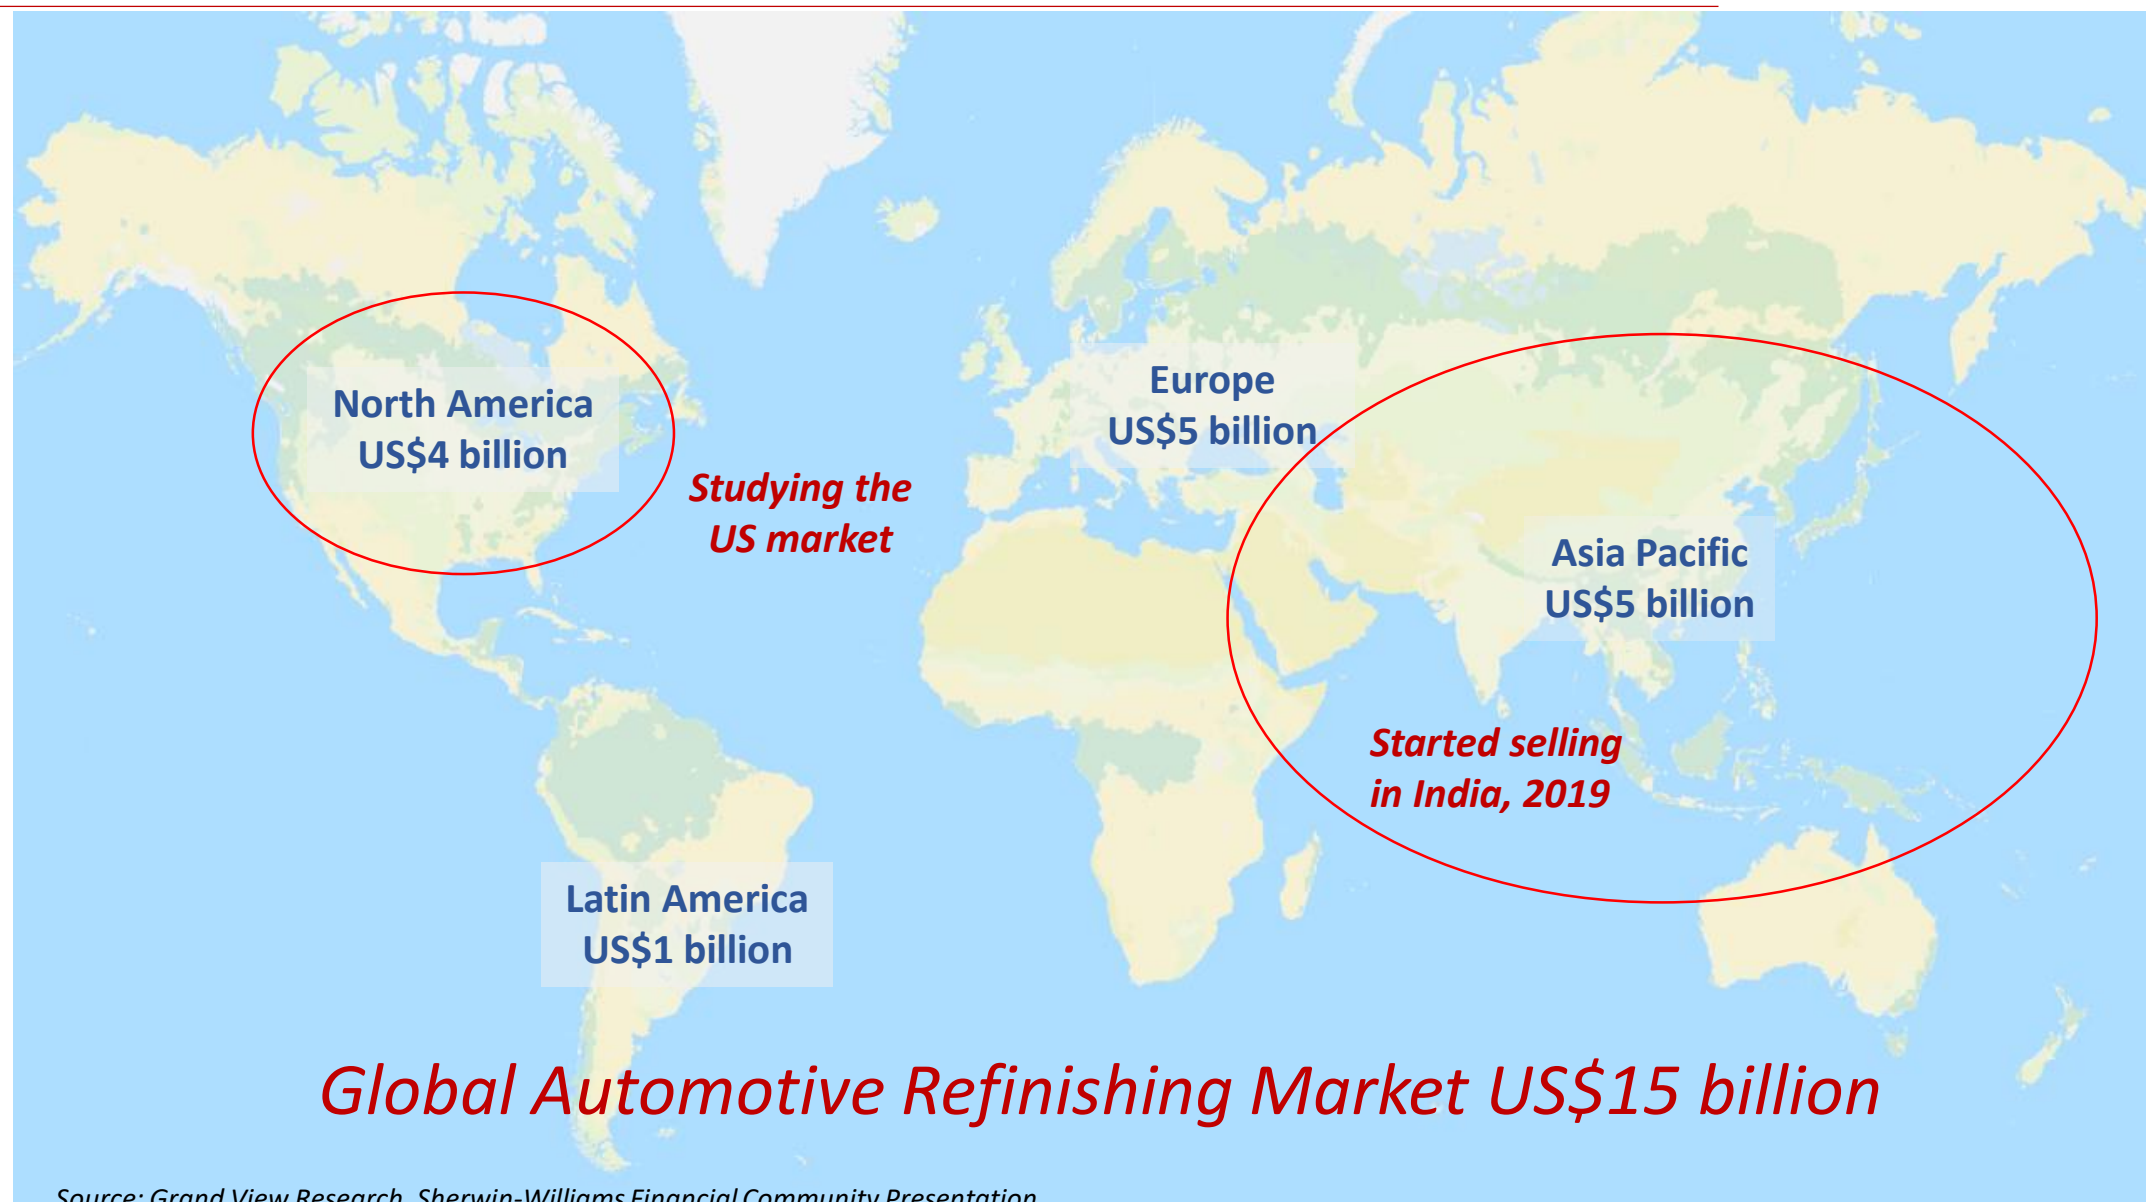 North America
US$4 billion
Studying the
US market
Europe
US$5 billion
Asia Pacific
US$5 billion
Started selling
in India, 2019
Latin America
US$1 billion
Global Automotive Refinishing Market US$15 billion
Source: Grand View Research, Sherwin-Williams Financial Community Presentation